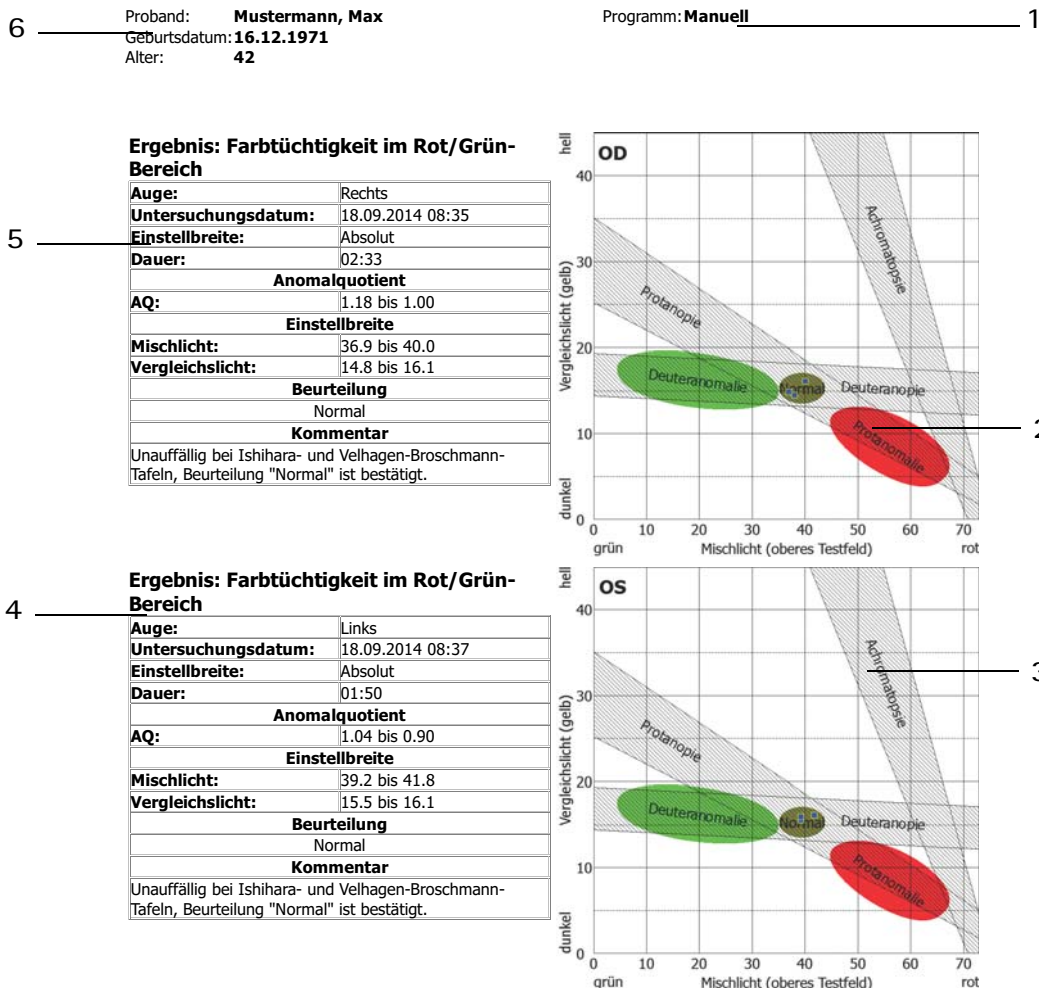 6
Proband: Mustermann, Max
Geburtsdatum: 16.12.1971
Alter: 42
Programm: Manuell
1
Ergebnis: Farbtüchtigkeit im Rot/Grün-
Bereich
5
Auge: Rechts
Untersuchungsdatum: 18.09.2014 08:35
Einstellbreite: Absolut
Dauer: 02:33
Anomalquotient
AQ: 1.18 bis 1.00
Einstellbreite
Mischlicht: 36.9 bis 40.0
Vergleichslicht: 14.8 bis 16.1
Beurteilung
Normal
Kommentar
Unauffällig bei Ishihara- und Velhagen-Broschmann-
Tafeln, Beurteilung "Normal" ist bestätigt.
OD
hell
Vergleichslicht (gelb)
dunkel
40
30
20
10
0
Achromatopsie
Protanopie
Deuteranomalie
Normal
Deuteranopie
Protanomalie
2
0 10 20 30 40 50 60 70
grün Mischlicht (oberes Testfeld) rot
Ergebnis: Farbtüchtigkeit im Rot/Grün-
Bereich
4
Auge: Links
Untersuchungsdatum: 18.09.2014 08:37
Einstellbreite: Absolut
Dauer: 01:50
Anomalquotient
AQ: 1.04 bis 0.90
Einstellbreite
Mischlicht: 39.2 bis 41.8
Vergleichslicht: 15.5 bis 16.1
Beurteilung
Normal
Kommentar
Unauffällig bei Ishihara- und Velhagen-Broschmann-
Tafeln, Beurteilung "Normal" ist bestätigt.
OS
hell
Vergleichslicht (gelb)
dunkel
40
30
20
10
0
Achromatopsie
3
Protanopie
Deuteranomalie
Normal
Deuteranopie
Protanomalie
0 10 20 30 40 50 60 70
grün Mischlicht (oberes Testfeld) rot